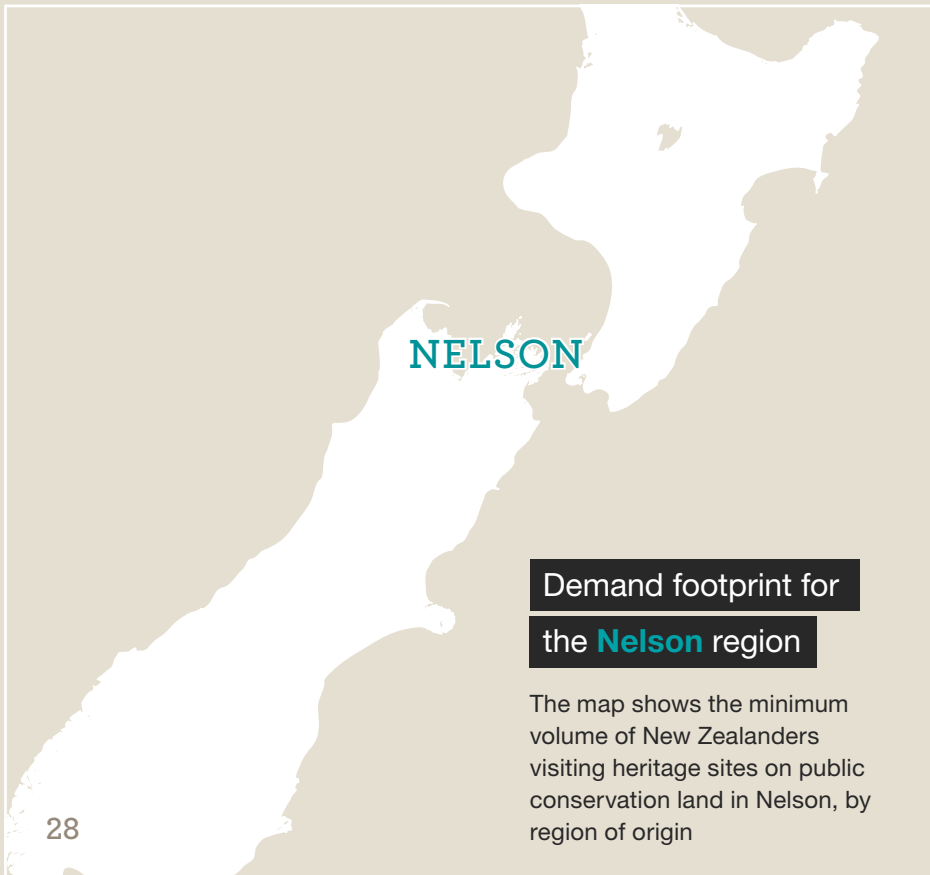 NELSON
Demand footprint for
the Nelson region
The map shows the minimum
volume of New Zealanders
visiting heritage sites on public
conservation land in Nelson, by
region of origin
28